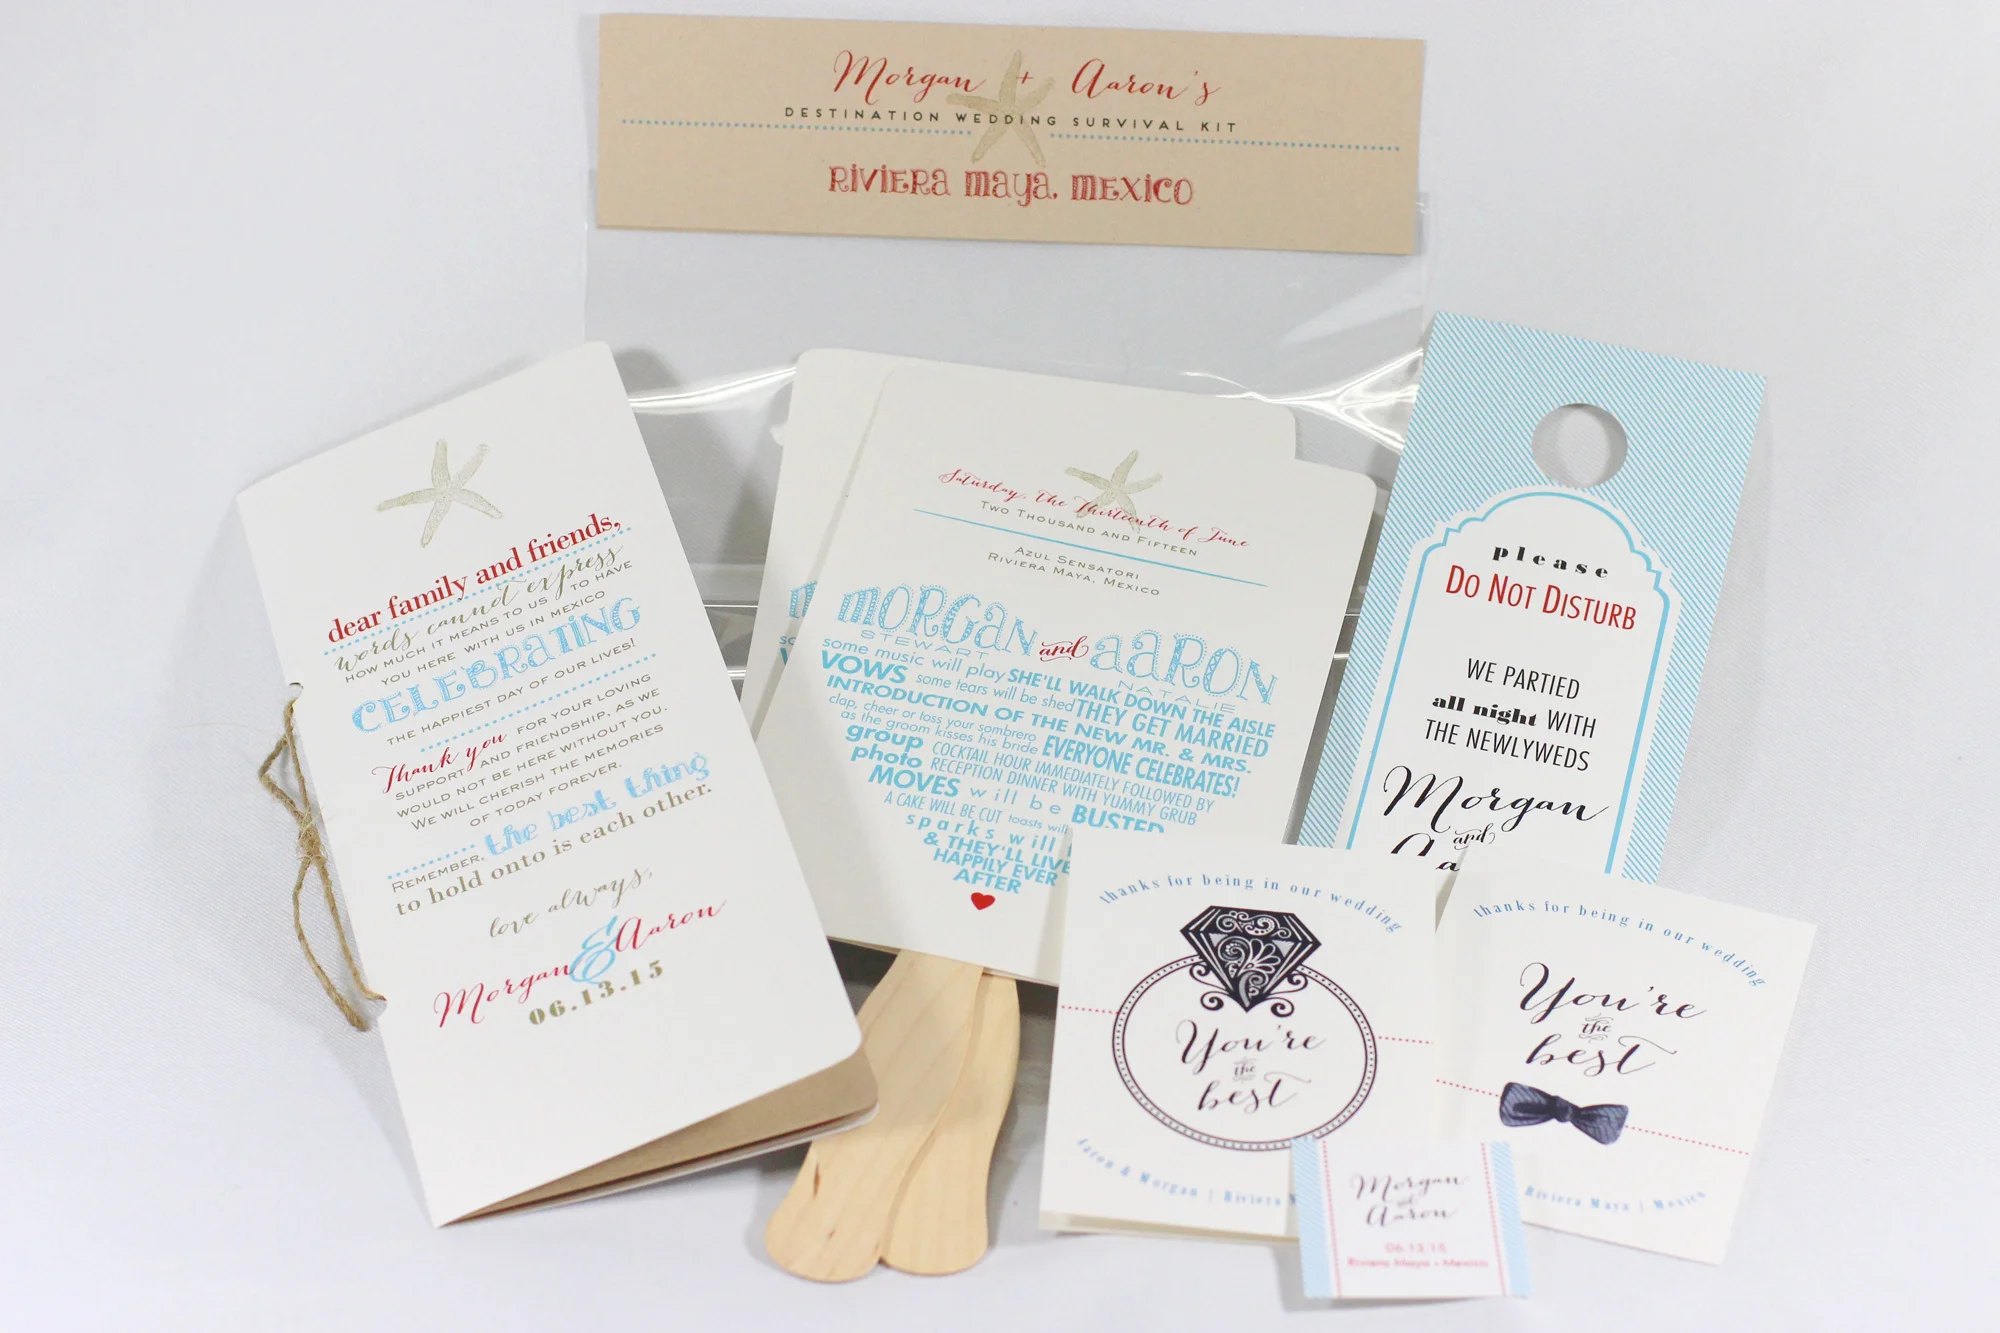 Morgan + Aaron's
DESTINATION WEDDING SURVIVAL KIT
RIVIERA MAYA, MEXICO
dear family and friends,
words cannot express
HOW MUCH IT MEANS TO US TO HAVE
YOU HERE WITH US IN MEXICO
CELEBRATING
THE HAPPIEST DAY OF OUR LIVES!
Thank you FOR YOUR LOVING
SUPPORT AND FRIENDSHIP, AS WE
WOULD NOT BE HERE WITHOUT YOU.
WE WILL CHERISH THE MEMORIES
OF TODAY FOREVER.
REMEMBER, the best thing
to hold onto is each other.
love always,
Morgan & Aaron
06.13.15
Saturday, the Thirteenth of June
TWO THOUSAND AND FIFTEEN
AZUL SENSATORI
RIVIERA MAYA, MEXICO
MORGAN and AARON
STEWART NATALIE
some music will play SHE'LL WALK DOWN THE AISLE
VOWS some tears will be shed THEY GET MARRIED
INTRODUCTION OF THE NEW MR. & MRS.
clap, cheer or toss your sombrero
as the groom kisses his bride EVERYONE CELEBRATES!
group photo COCKTAIL HOUR IMMEDIATELY FOLLOWED BY
RECEPTION DINNER WITH YUMMY GRUB
MOVES will be BUSTED
A CAKE WILL BE CUT toasts will
sparks will
& THEY'LL LIVE
HAPPILY EVER
AFTER
please
DO NOT DISTURB
WE PARTIED
all night WITH
THE NEWLYWEDS
Morgan
and
thanks for being in our wedding
You're
the
best
Aaron & Morgan | Riviera
thanks for being in our wedding
You're
the
best
Riviera Maya | Mexico
Morgan
Aaron
06.13.15
Riviera Maya • Mexico